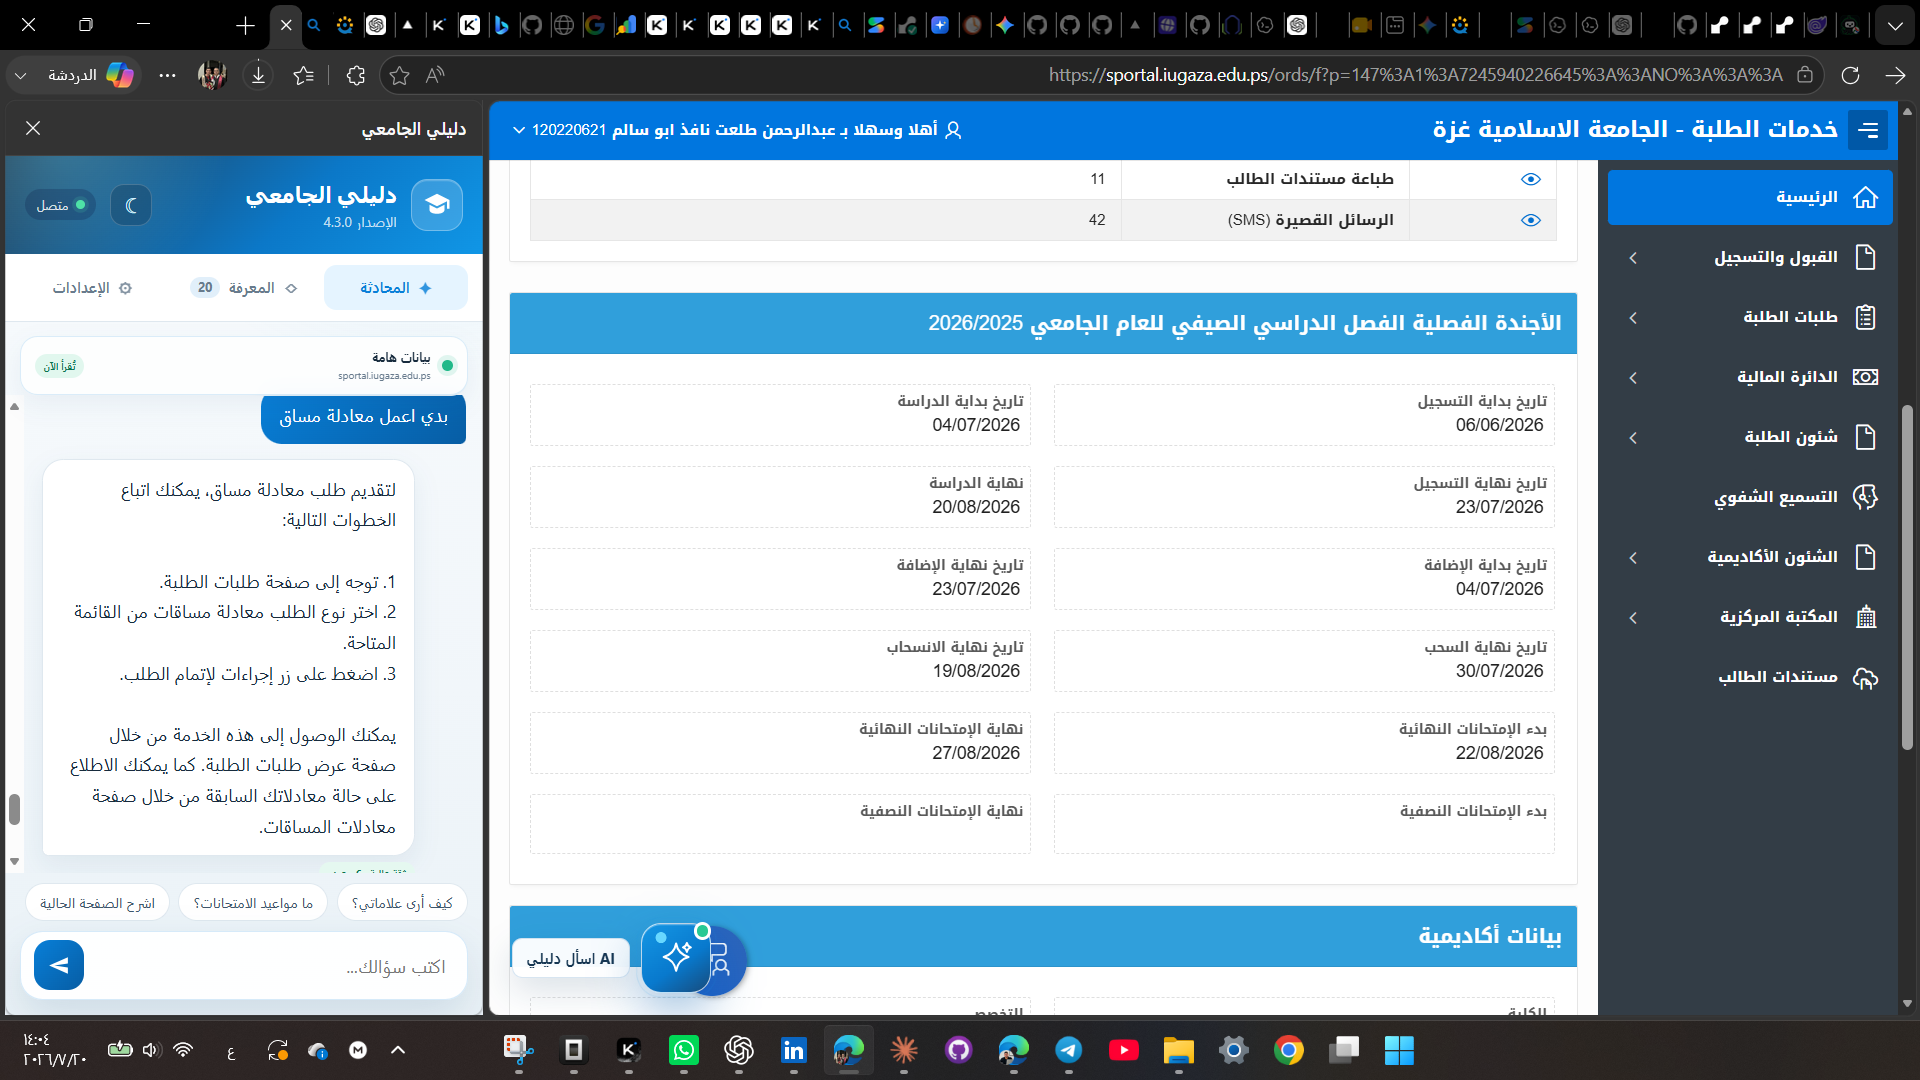 الدردشة
https://sportal.iugaza.edu.ps/ords/f?p=147%3A1%3A7245940226645%3A%3ANO%3A%3A%3A
خدمات الطلبة - الجامعة الاسلامية غزة
أهلا وسهلا بـ عبدالرحمن طلعت نافذ ابو سالم 120220621
الرئيسية
القبول والتسجيل
طلبات الطلبة
الدائرة المالية
شئون الطلبة
التسميع الشفوي
الشئون الأكاديمية
المكتبة المركزية
مستندات الطالب
طباعة مستندات الطالب 11
الرسائل القصيرة (SMS) 42
الأجندة الفصلية الفصل الدراسي الصيفي للعام الجامعي 2026/2025
تاريخ بداية التسجيل
06/06/2026
تاريخ بداية الدراسة
04/07/2026
تاريخ نهاية التسجيل
23/07/2026
نهاية الدراسة
20/08/2026
تاريخ بداية الإضافة
04/07/2026
تاريخ نهاية الإضافة
23/07/2026
تاريخ نهاية السحب
30/07/2026
تاريخ نهاية الانسحاب
19/08/2026
بدء الإمتحانات النهائية
22/08/2026
نهاية الإمتحانات النهائية
27/08/2026
بدء الإمتحانات النصفية
نهاية الإمتحانات النصفية
بيانات أكاديمية
الكلية
التخصص
اسأل دليلي AI
دليلي الجامعي
دليلي الجامعي
الإصدار 4.3.0
متصل
المحادثة
المعرفة 20
الإعدادات
بيانات هامة
sportal.iugaza.edu.ps
تُقرأ الآن
بدي اعمل معادلة مساق
لتقديم طلب معادلة مساق، يمكنك اتباع
الخطوات التالية:
1. توجه إلى صفحة طلبات الطلبة.
2. اختر نوع الطلب معادلة مساقات من القائمة
المتاحة.
3. اضغط على زر إجراءات لإتمام الطلب.
يمكنك الوصول إلى هذه الخدمة من خلال
صفحة عرض طلبات الطلبة. كما يمكنك الاطلاع
على حالة معادلاتك السابقة من خلال صفحة
معادلات المساقات.
كيف أرى علاماتي؟
ما مواعيد الامتحانات؟
اشرح الصفحة الحالية
اكتب سؤالك...
ع
١٤:٠٤
٢٠٢٦/٧/٢٠